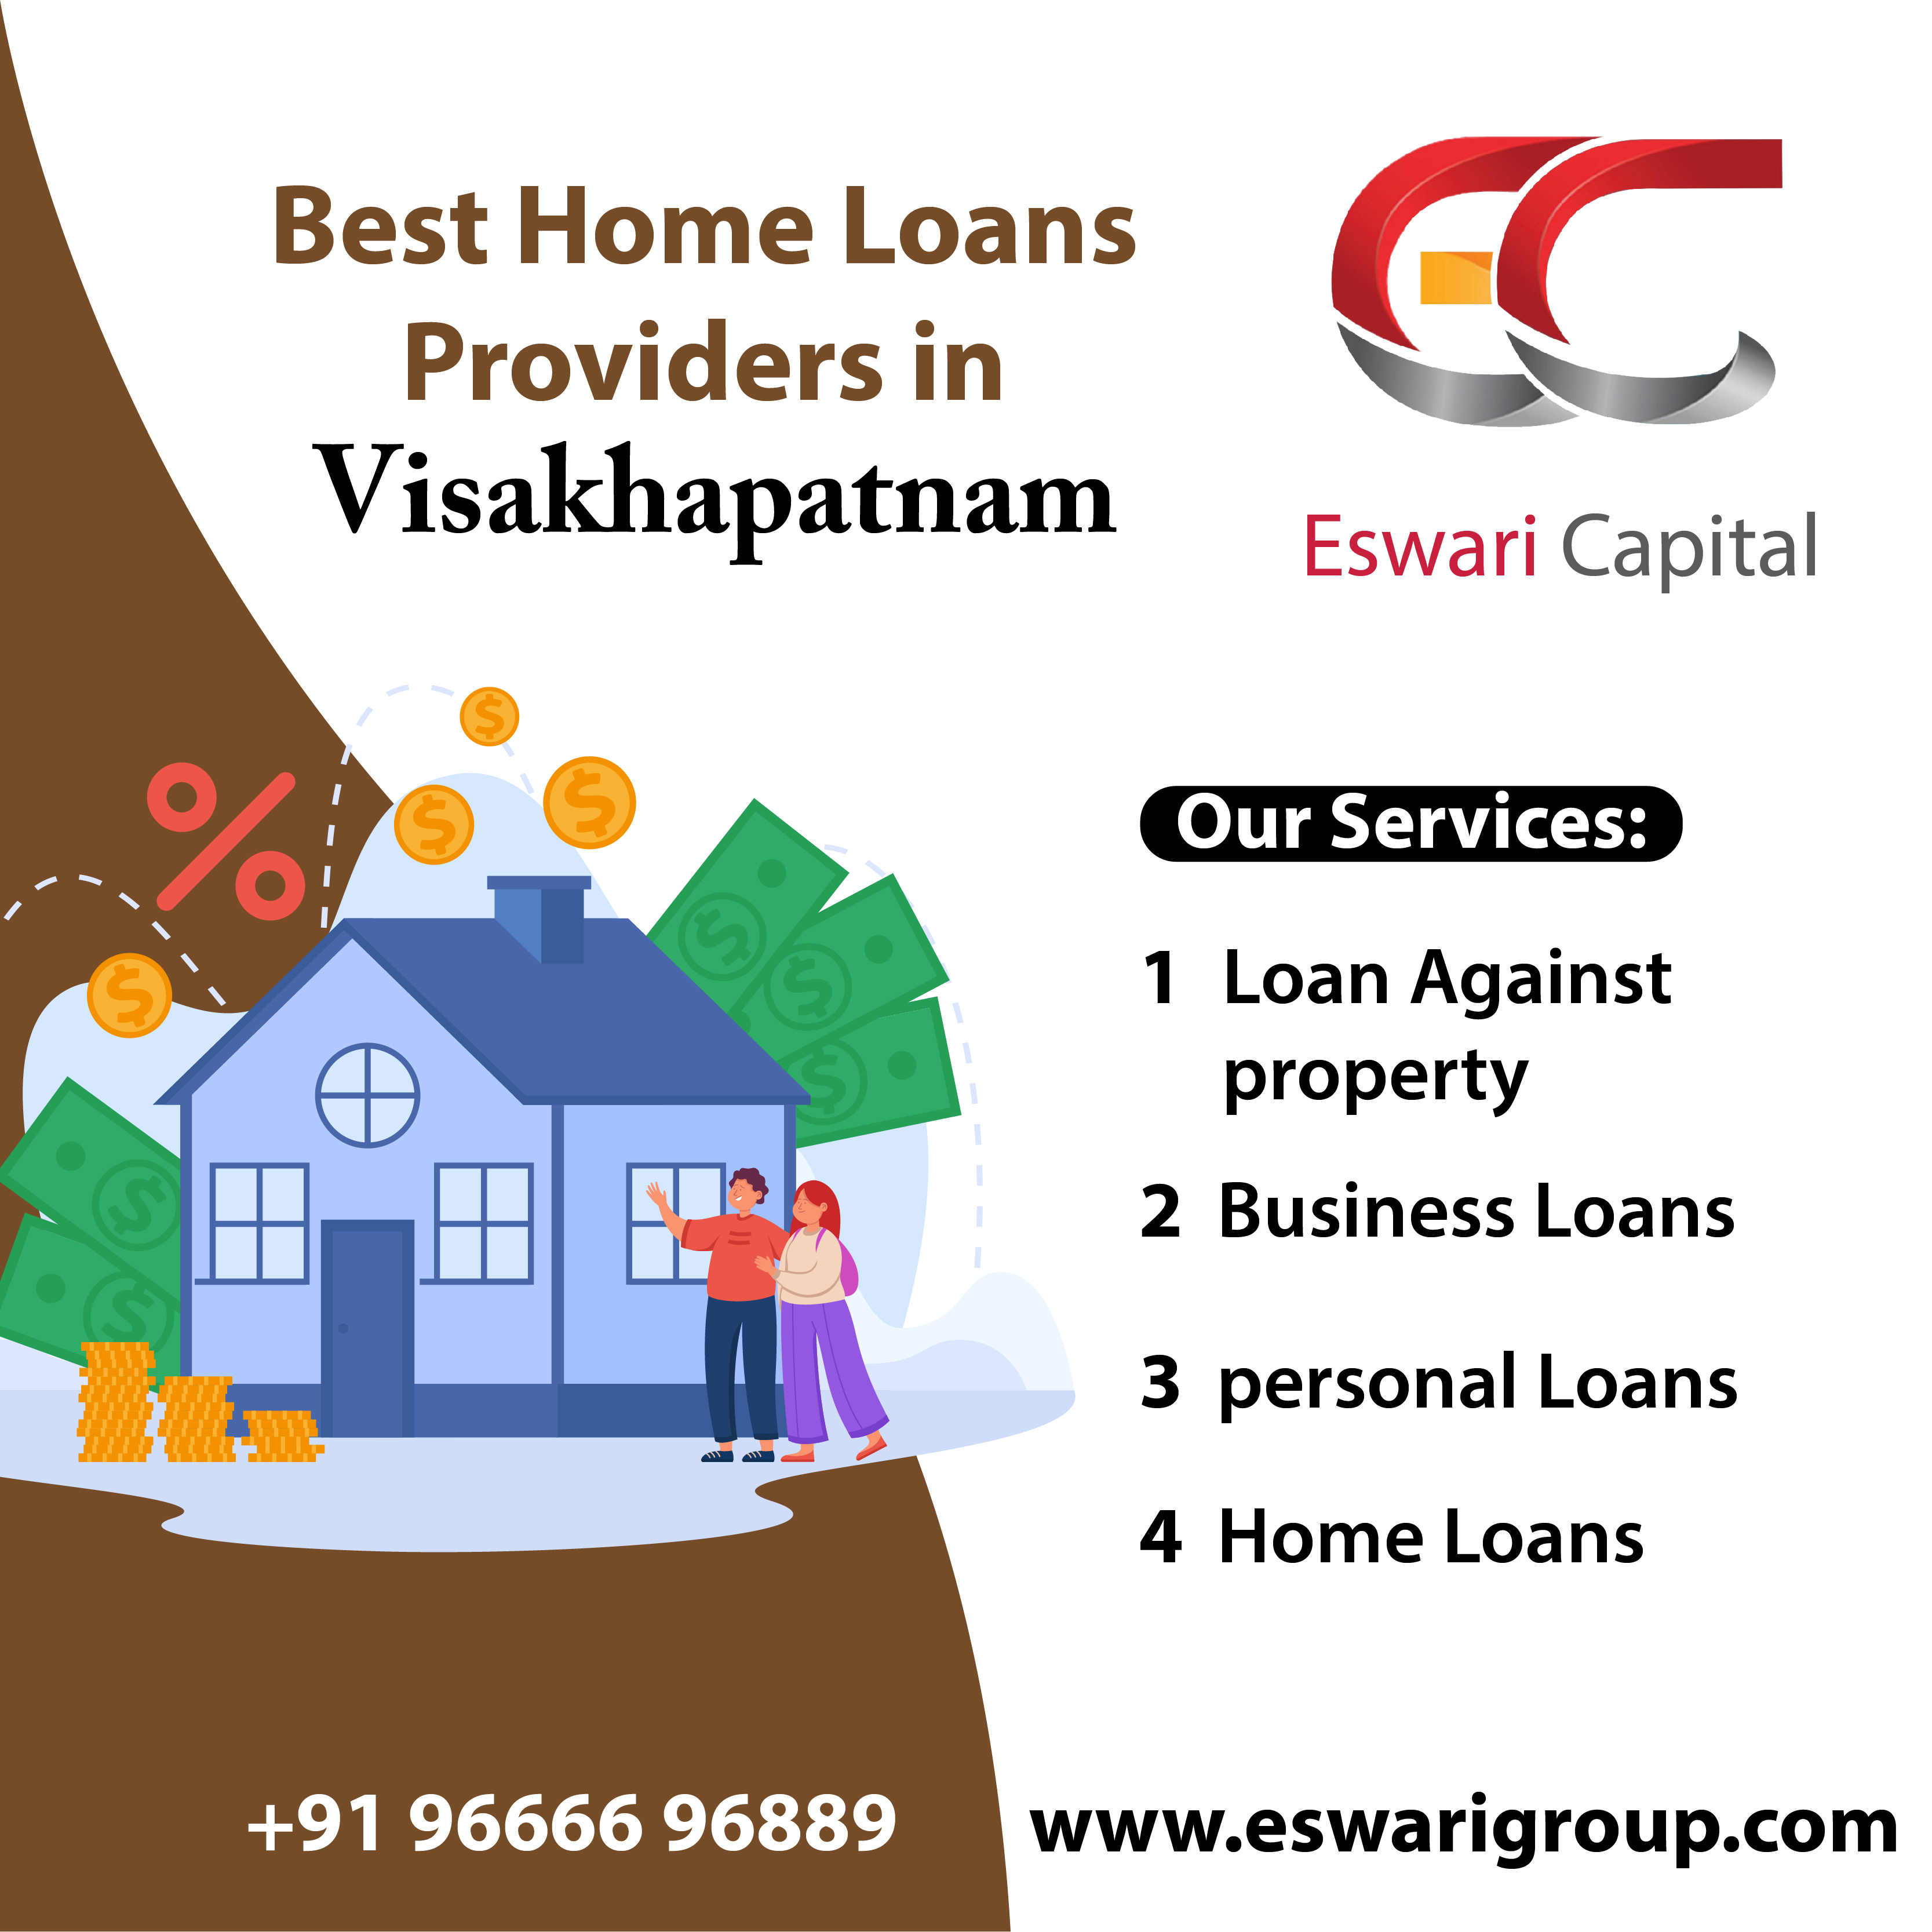 Best Home Loans
Providers in
Visakhapatnam
Eswari Capital
Our Services:
1 Loan Against
property
2 Business Loans
3 personal Loans
4 Home Loans
+91 96666 96889
www.eswarigroup.com